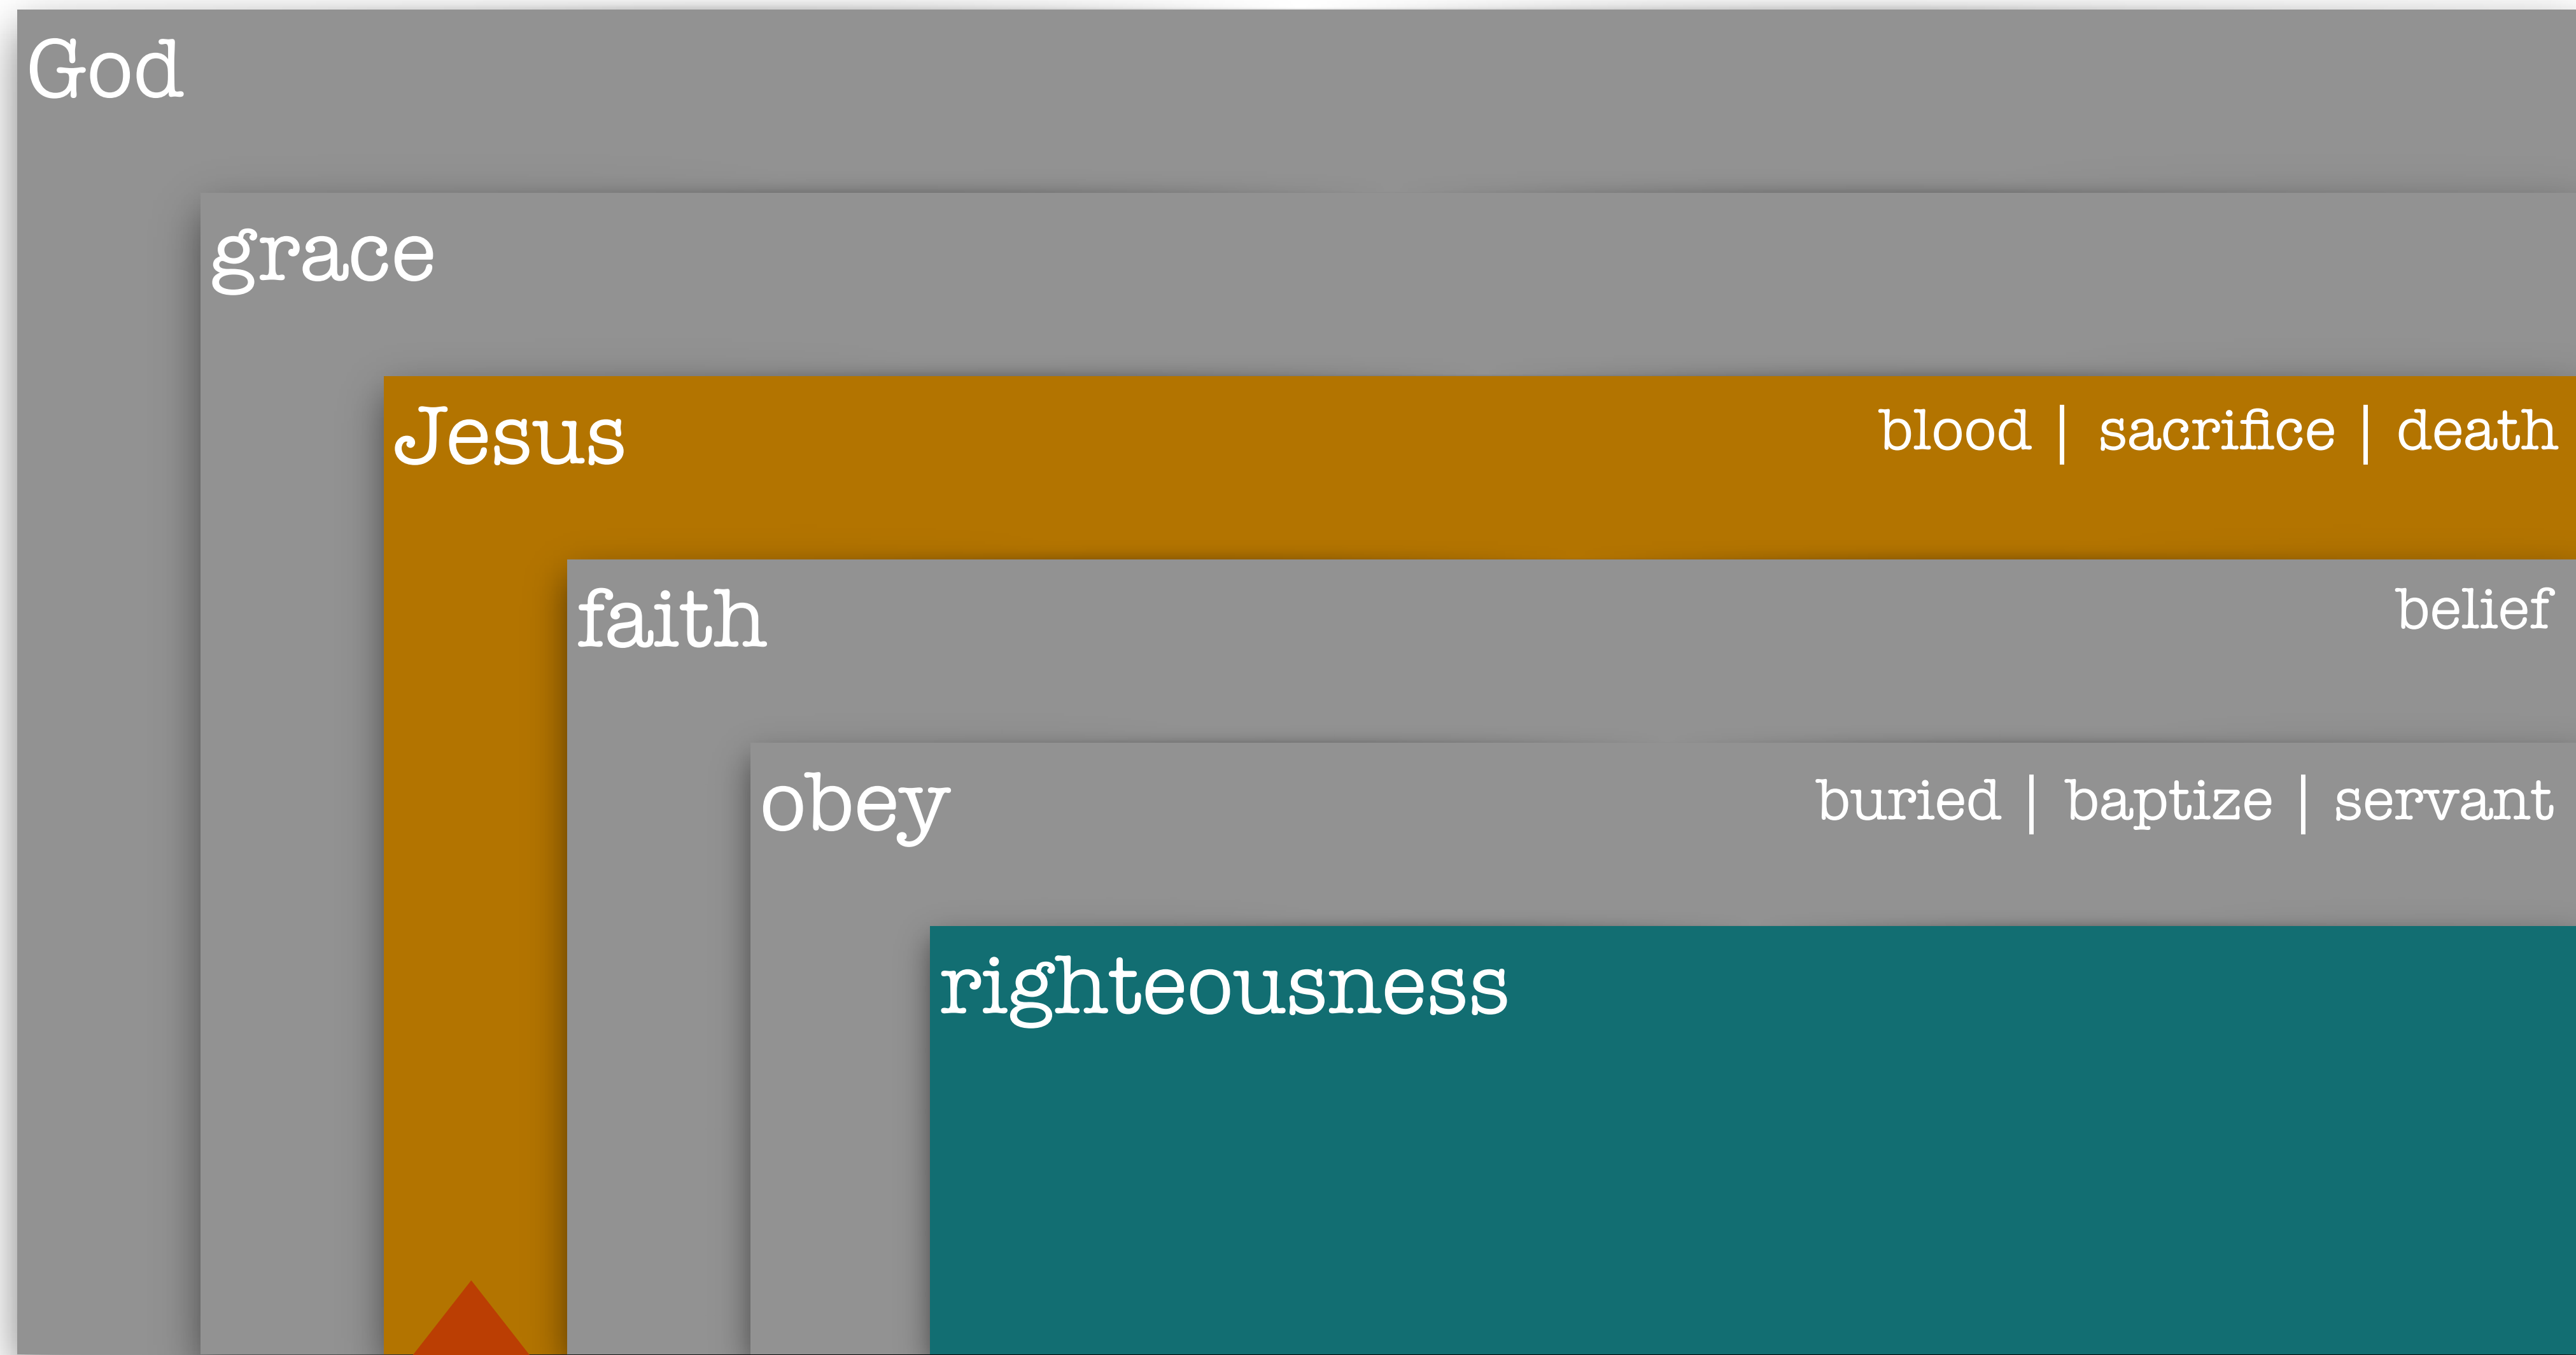 God
grace
Jesus blood | sacrifice | death
faith belief
obey buried | baptize | servant
righteousness